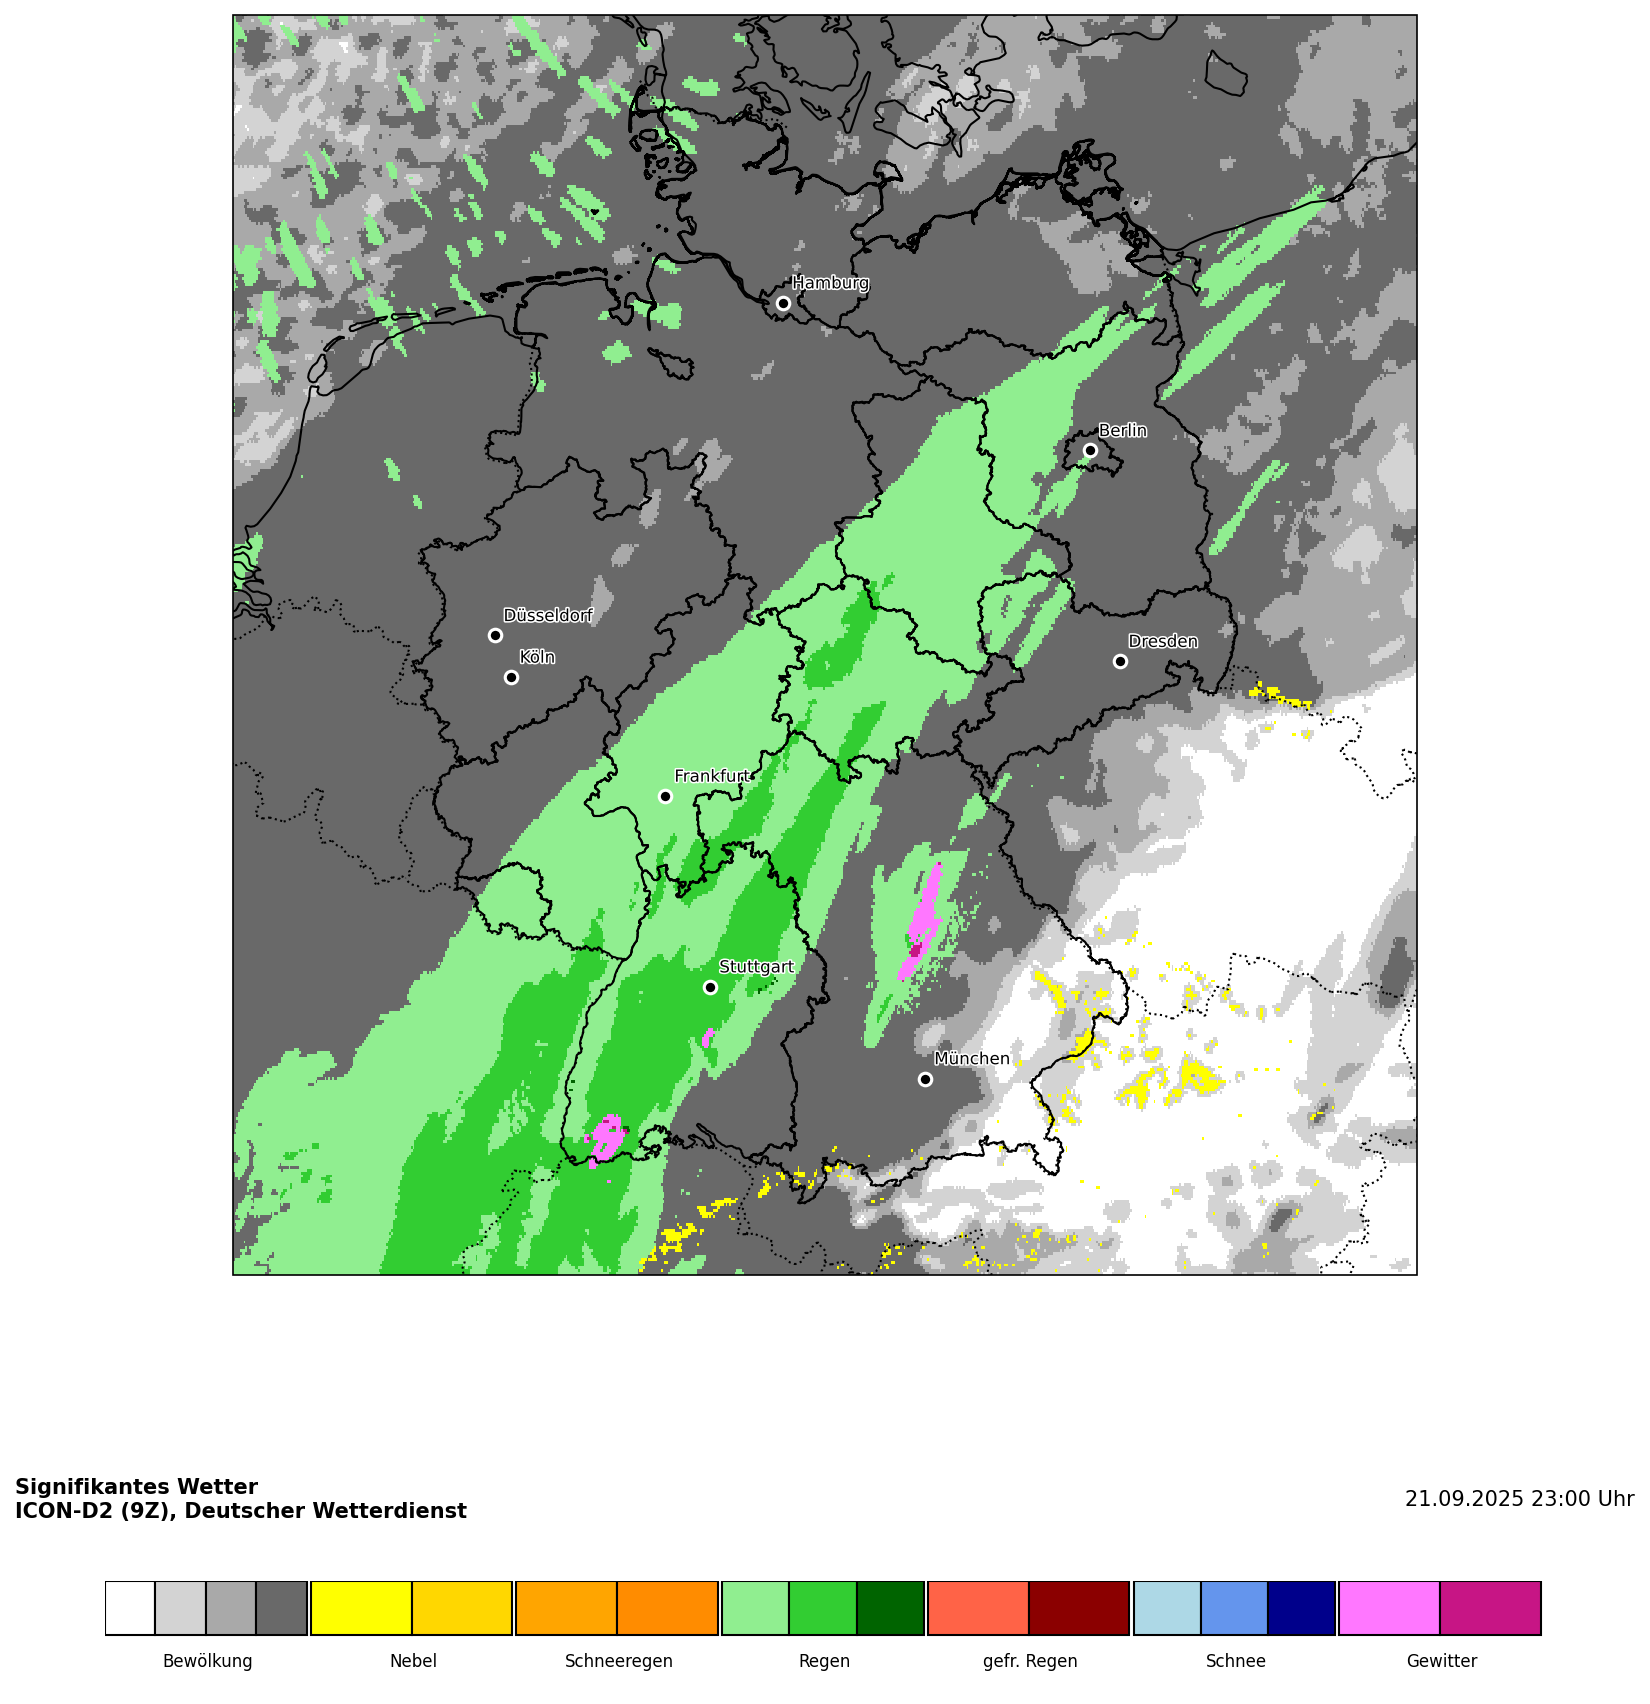 Hamburg
Berlin
Düsseldorf
Dresden
Köln
Frankfurt
Stuttgart
München
Signifikantes Wetter
ICON-D2 (9Z), Deutscher Wetterdienst
21.09.2025 23:00 Uhr
Bewölkung
Nebel
Schneeregen
Regen
gefr. Regen
Schnee
Gewitter